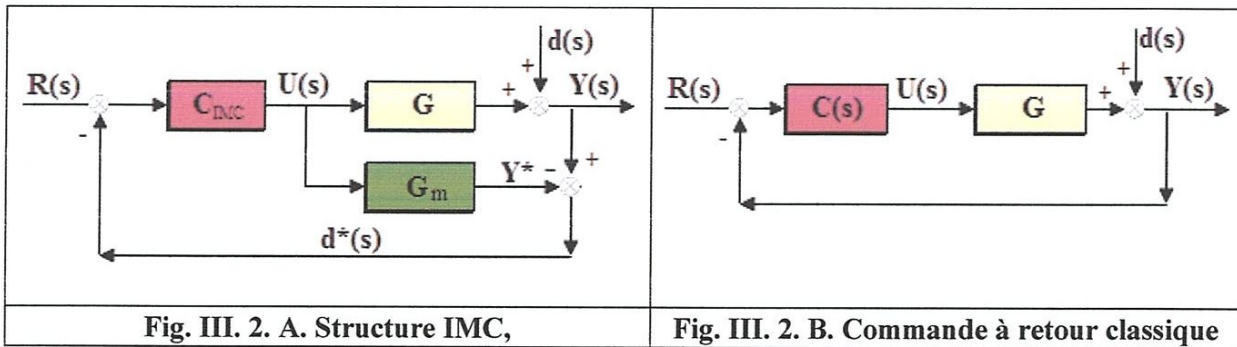 d(s)
R(s)
U(s)
Y(s)
+
+
C_IMC
G
-
+
Y*
-
G_m
d*(s)
Fig. III. 2. A. Structure IMC,
d(s)
R(s)
U(s)
Y(s)
+
+
C(s)
G
-
Fig. III. 2. B. Commande à retour classique